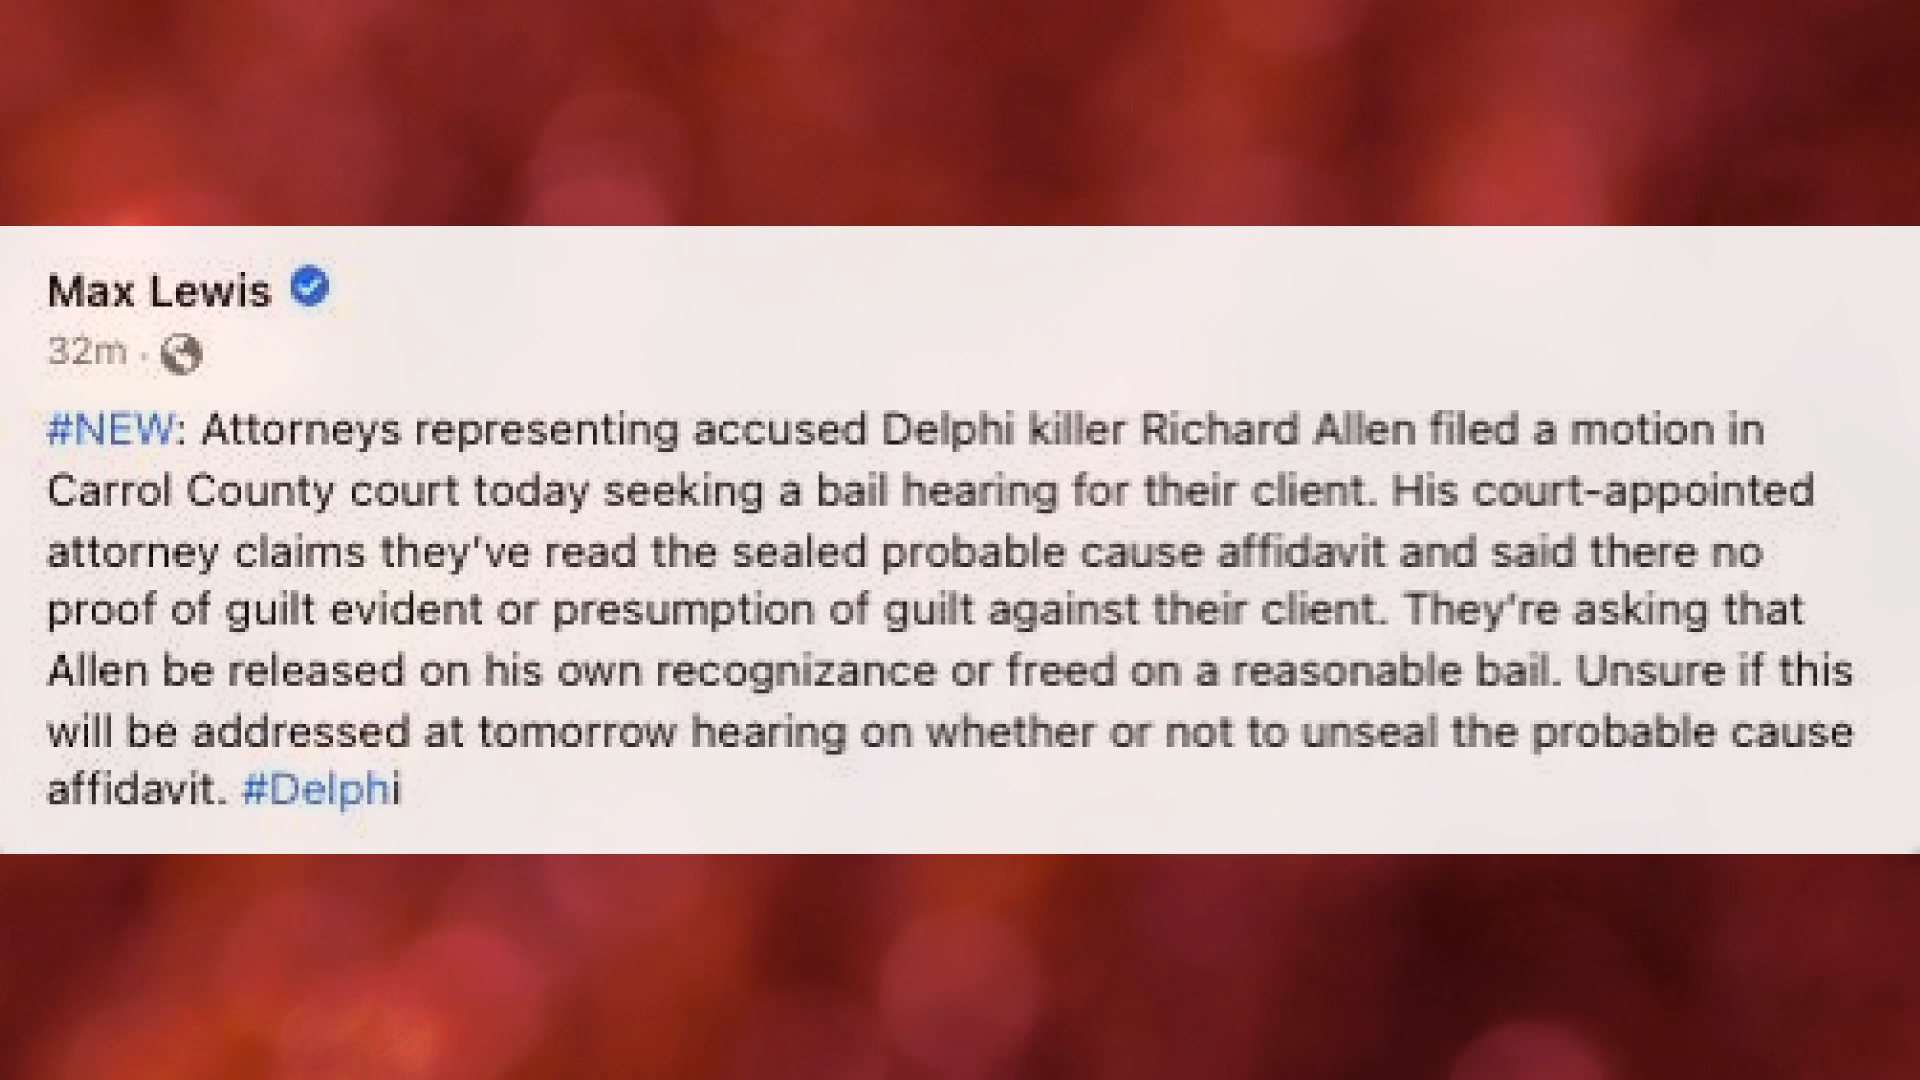 Max Lewis
32m ·
#NEW: Attorneys representing accused Delphi killer Richard Allen filed a motion in
Carrol County court today seeking a bail hearing for their client. His court-appointed
attorney claims they've read the sealed probable cause affidavit and said there no
proof of guilt evident or presumption of guilt against their client. They're asking that
Allen be released on his own recognizance or freed on a reasonable bail. Unsure if this
will be addressed at tomorrow hearing on whether or not to unseal the probable cause
affidavit. #Delphi